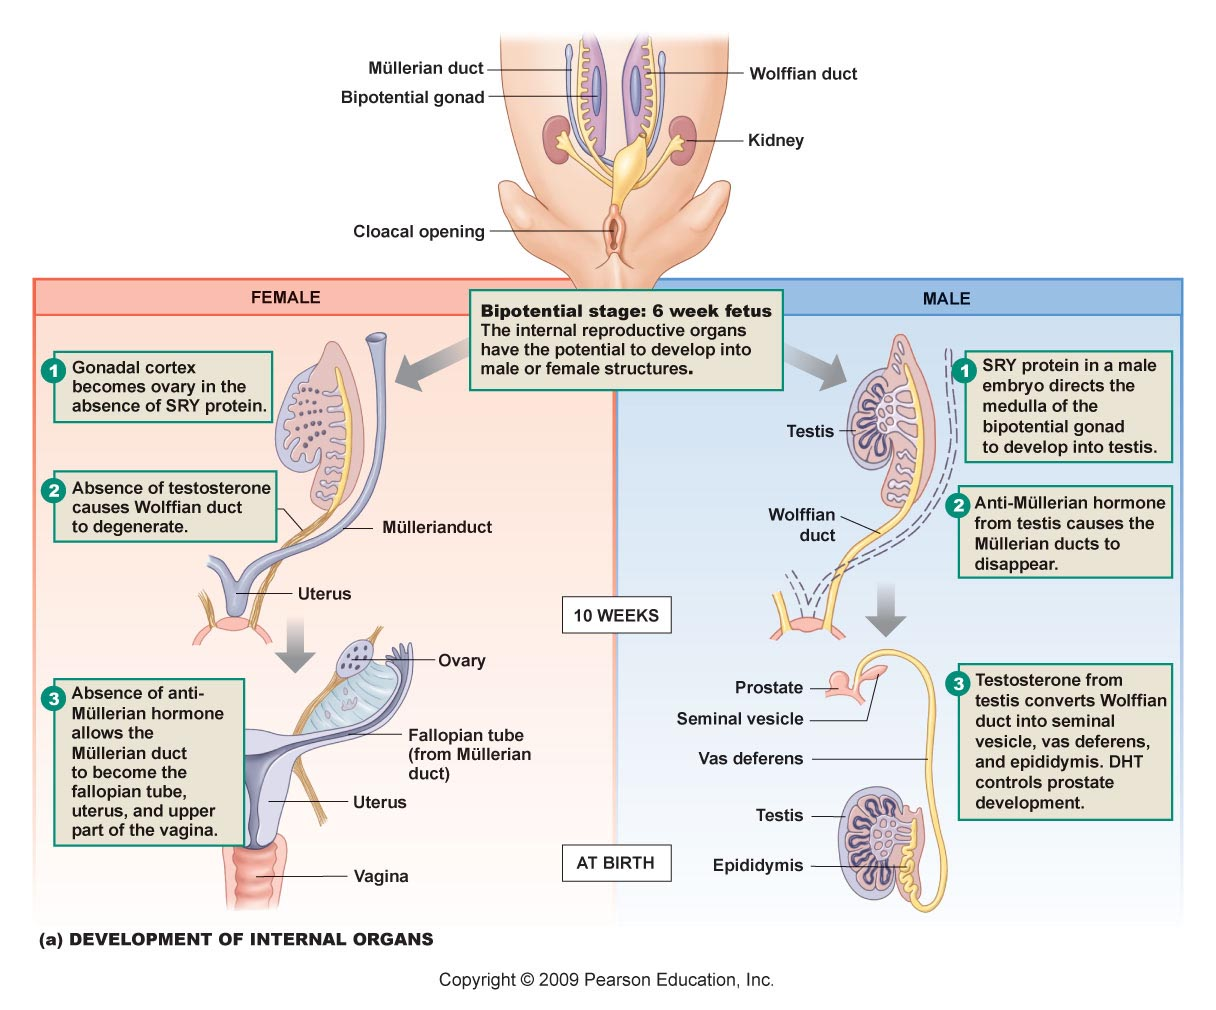 Müllerian duct
Bipotential gonad
Wolffian duct
Kidney
Cloacal opening
FEMALE
MALE
Bipotential stage: 6 week fetus
The internal reproductive organs
have the potential to develop into
male or female structures.
1
Gonadal cortex
becomes ovary in the
absence of SRY protein.
2
Absence of testosterone
causes Wolffian duct
to degenerate.
Müllerianduct
Uterus
Testis
1
SRY protein in a male
embryo directs the
medulla of the
bipotential gonad
to develop into testis.
Wolffian
duct
2
Anti-Müllerian hormone
from testis causes the
Müllerian ducts to
disappear.
10 WEEKS
3
Absence of anti-
Müllerian hormone
allows the
Müllerian duct
to become the
fallopian tube,
uterus, and upper
part of the vagina.
Ovary
Fallopian tube
(from Müllerian
duct)
Uterus
Vagina
Prostate
Seminal vesicle
Vas deferens
Testis
Epididymis
3
Testosterone from
testis converts Wolffian
duct into seminal
vesicle, vas deferens,
and epididymis. DHT
controls prostate
development.
AT BIRTH
(a) DEVELOPMENT OF INTERNAL ORGANS
Copyright © 2009 Pearson Education, Inc.